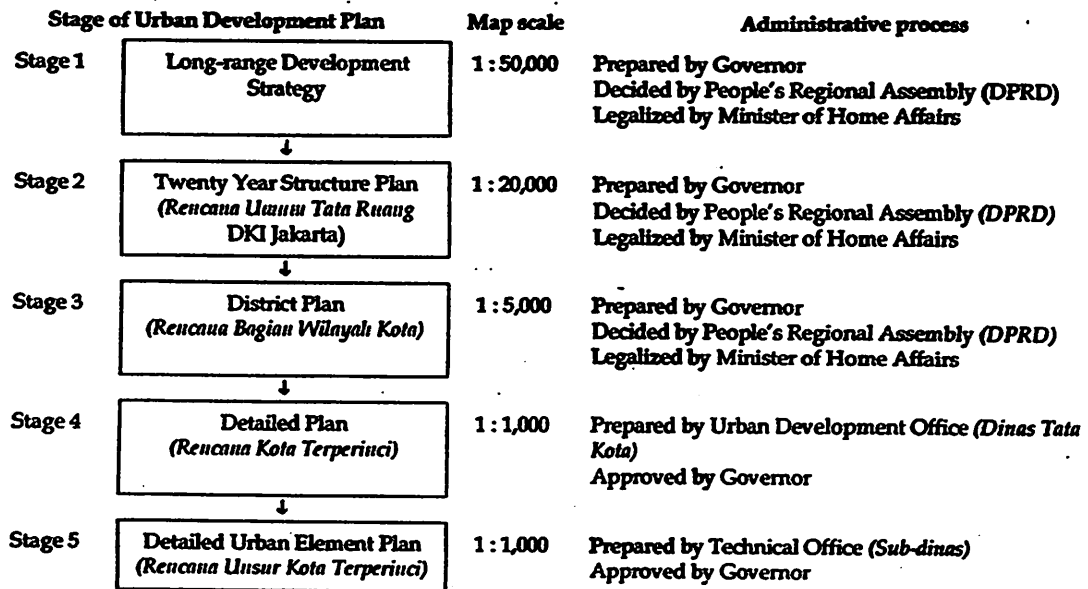 Stage of Urban Development Plan Map scale Administrative process
Stage 1 Long-range Development 1 : 50,000 Prepared by Governor
Strategy Decided by People's Regional Assembly (DPRD)
Legalized by Minister of Home Affairs
↓
Stage 2 Twenty Year Structure Plan 1 : 20,000 Prepared by Governor
(Rencana Umum Tata Ruang Decided by People's Regional Assembly (DPRD)
DKI Jakarta) Legalized by Minister of Home Affairs
↓
Stage 3 District Plan 1 : 5,000 Prepared by Governor
(Rencana Bagian Wilayah Kota) Decided by People's Regional Assembly (DPRD)
Legalized by Minister of Home Affairs
↓
Stage 4 Detailed Plan 1 : 1,000 Prepared by Urban Development Office (Dinas Tata
(Rencana Kota Terperinci) Kota)
Approved by Governor
↓
Stage 5 Detailed Urban Element Plan 1 : 1,000 Prepared by Technical Office (Sub-dinas)
(Rencana Unsur Kota Terperinci) Approved by Governor